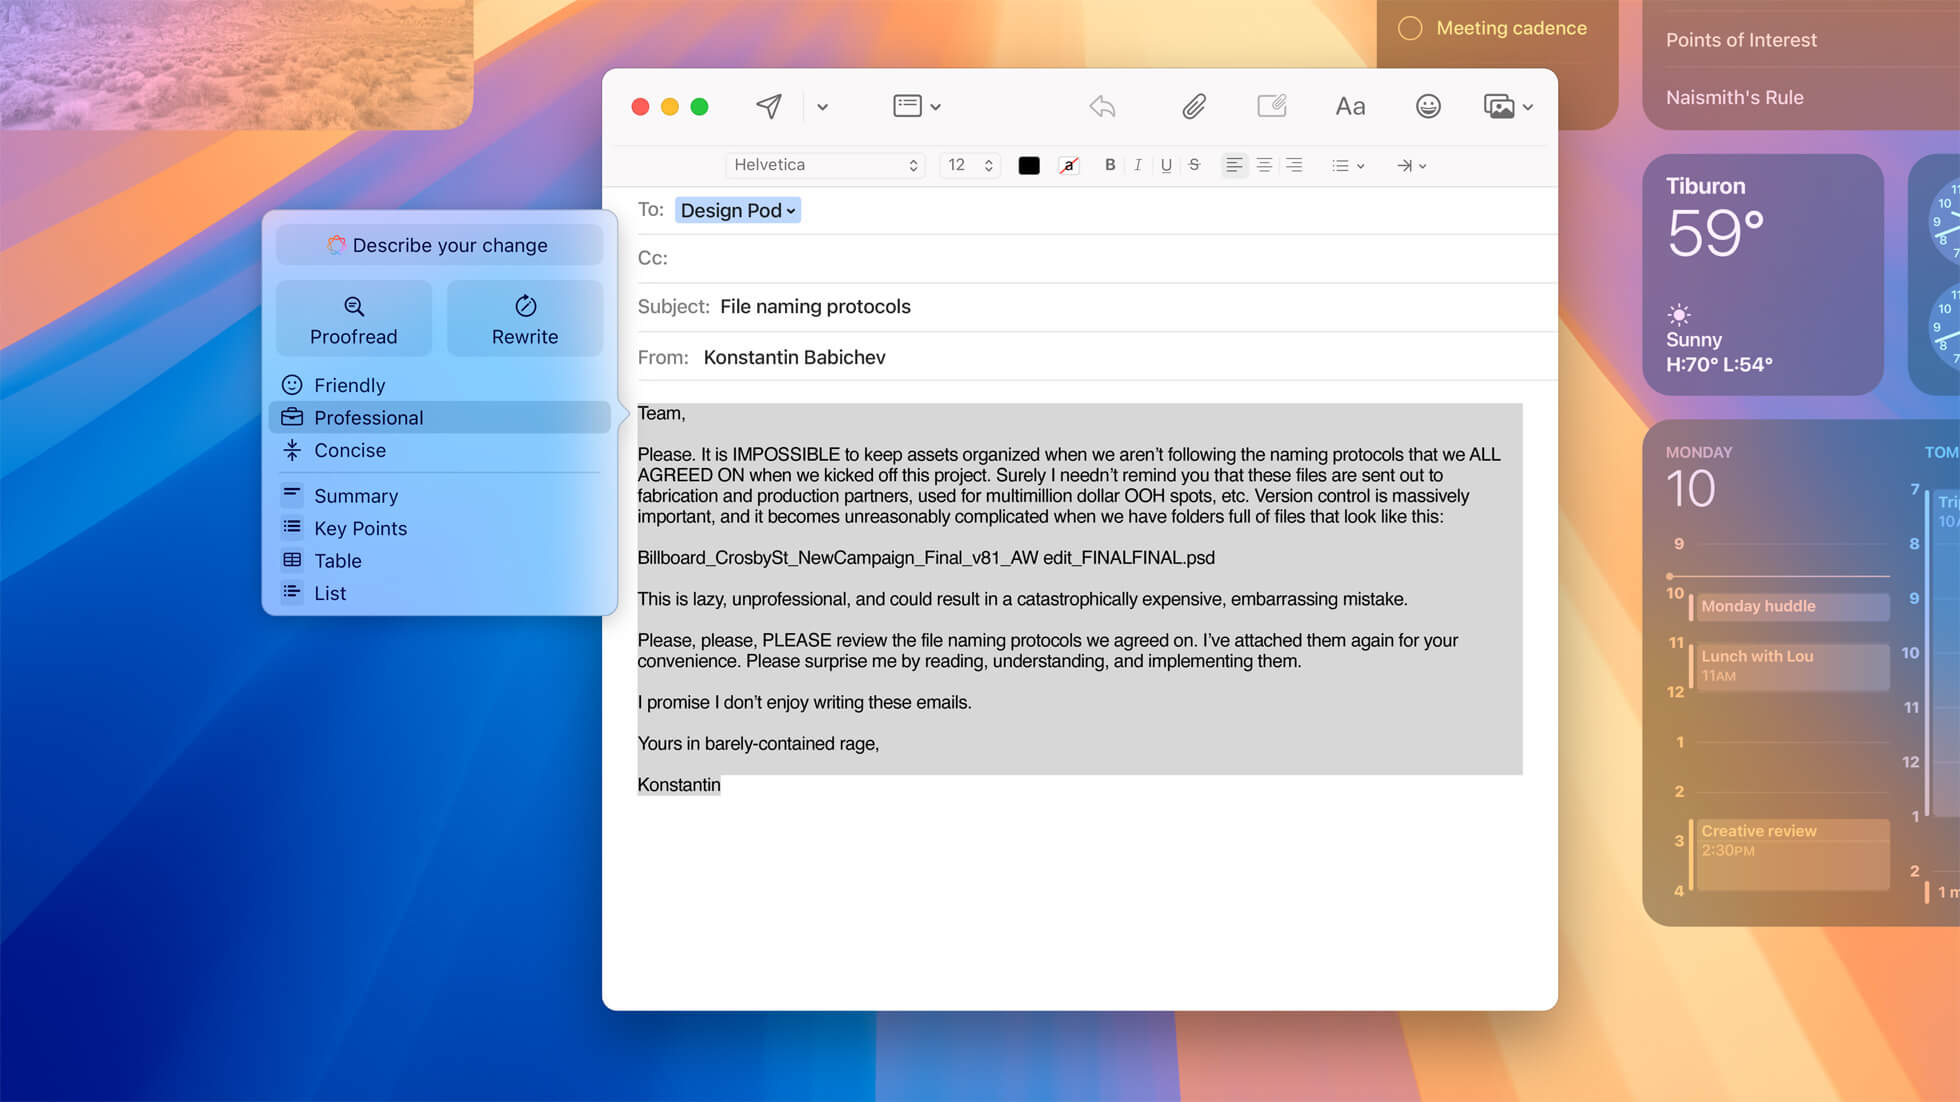 Meeting cadence
Points of Interest
Naismith's Rule
Helvetica
12
a
B
I
U
S
Aa
To: Design Pod
Cc:
Subject: File naming protocols
From: Konstantin Babichev
Team,
Please. It is IMPOSSIBLE to keep assets organized when we aren’t following the naming protocols that we ALL
AGREED ON when we kicked off this project. Surely I needn’t remind you that these files are sent out to
fabrication and production partners, used for multimillion dollar OOH spots, etc. Version control is massively
important, and it becomes unreasonably complicated when we have folders full of files that look like this:
Billboard_CrosbySt_NewCampaign_Final_v81_AW edit_FINALFINAL.psd
This is lazy, unprofessional, and could result in a catastrophically expensive, embarrassing mistake.
Please, please, PLEASE review the file naming protocols we agreed on. I’ve attached them again for your
convenience. Please surprise me by reading, understanding, and implementing them.
I promise I don’t enjoy writing these emails.
Yours in barely-contained rage,
Konstantin
Describe your change
Proofread
Rewrite
Friendly
Professional
Concise
Summary
Key Points
Table
List
Tiburon
59°
Sunny
H:70° L:54°
11
10
9
8
7
11
10
9
8
7
MONDAY
10
9
10
11
12
1
2
3
4
Monday huddle
Lunch with Lou
11AM
Creative review
2:30PM
TOM
7
8
9
10
11
12
1
2
Tri
10A
1 m